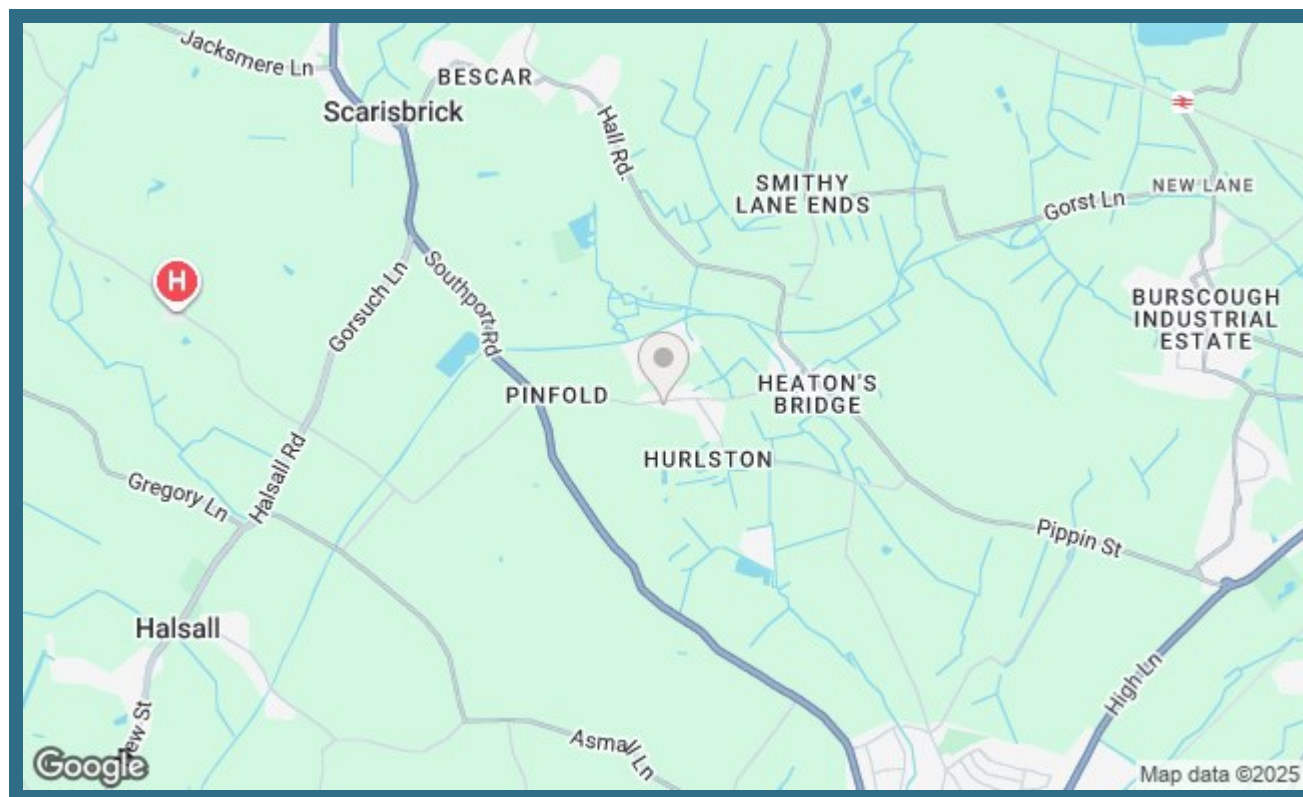 Jacksmere Ln
BESCAR
Scarisbrick
Hall Rd.
SMITHY
LANE ENDS
NEW LANE
Gorst Ln
H
Gorsuch Ln
Southport Rd
BURSCOUGH
INDUSTRIAL
ESTATE
PINFOLD
HEATON'S
BRIDGE
HURLSTON
Halsall Rd
Gregory Ln
Pippin St
Halsall
High Ln
New St
Asmall Ln
Google
Map data ©2025